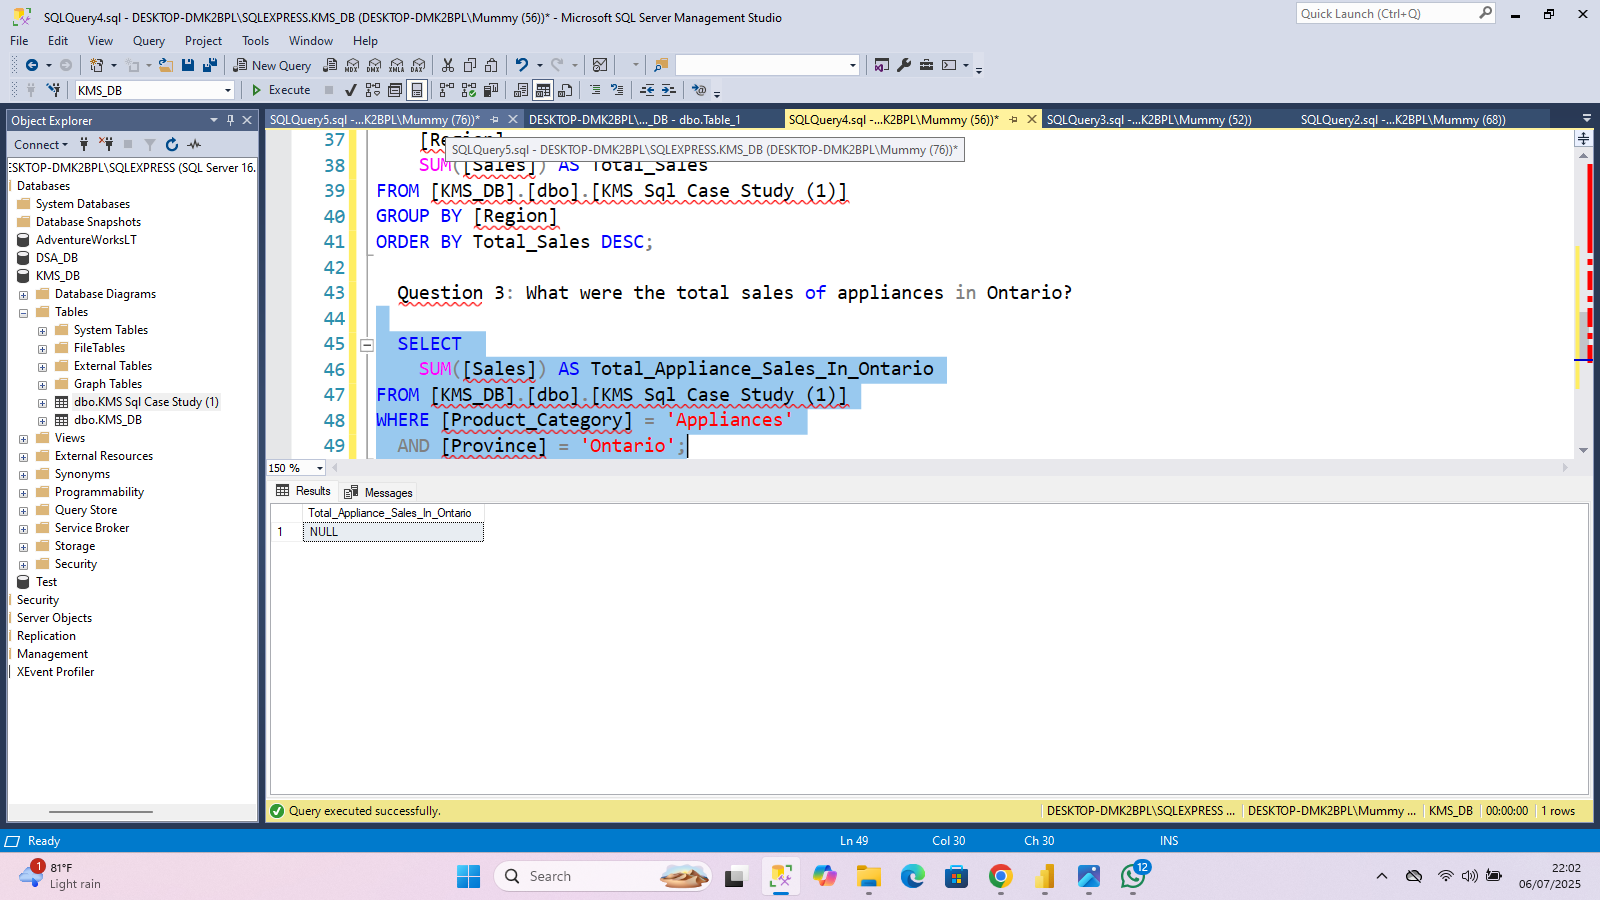 SQLQuery4.sql - DESKTOP-DMK2BPL\SQLEXPRESS.KMS_DB (DESKTOP-DMK2BPL\Mummy (56))* - Microsoft SQL Server Management Studio
Quick Launch (Ctrl+Q)
File Edit View Query Project Tools Window Help
New Query
MDX DMX XMLA DAX
KMS_DB
Execute
Object Explorer
SQLQuery5.sql -...K2BPL\Mummy (76))*
DESKTOP-DMK2BPL\..._DB - dbo.Table_1
SQLQuery4.sql -...K2BPL\Mummy (56))*
SQLQuery3.sql -...K2BPL\Mummy (52))
SQLQuery2.sql -...K2BPL\Mummy (68))
Connect
ESKTOP-DMK2BPL\SQLEXPRESS (SQL Server 16.
Databases
System Databases
Database Snapshots
AdventureWorksLT
DSA_DB
KMS_DB
Database Diagrams
Tables
System Tables
FileTables
External Tables
Graph Tables
dbo.KMS Sql Case Study (1)
dbo.KMS_DB
Views
External Resources
Synonyms
Programmability
Query Store
Service Broker
Storage
Security
Test
Security
Server Objects
Replication
Management
XEvent Profiler
37 [Region]
SQLQuery5.sql - DESKTOP-DMK2BPL\SQLEXPRESS.KMS_DB (DESKTOP-DMK2BPL\Mummy (76))*
38 SUM([Sales]) AS Total_Sales
39 FROM [KMS_DB].[dbo].[KMS Sql Case Study (1)]
40 GROUP BY [Region]
41 ORDER BY Total_Sales DESC;
42
43 Question 3: What were the total sales of appliances in Ontario?
44
45 SELECT
46 SUM([Sales]) AS Total_Appliance_Sales_In_Ontario
47 FROM [KMS_DB].[dbo].[KMS Sql Case Study (1)]
48 WHERE [Product_Category] = 'Appliances'
49 AND [Province] = 'Ontario';
150 %
Results Messages
Total_Appliance_Sales_In_Ontario
1 NULL
Query executed successfully.
DESKTOP-DMK2BPL\SQLEXPRESS ... DESKTOP-DMK2BPL\Mummy ... KMS_DB 00:00:00 1 rows
Ready
Ln 49 Col 30 Ch 30 INS
1
81°F
Light rain
Search
12
22:02
06/07/2025